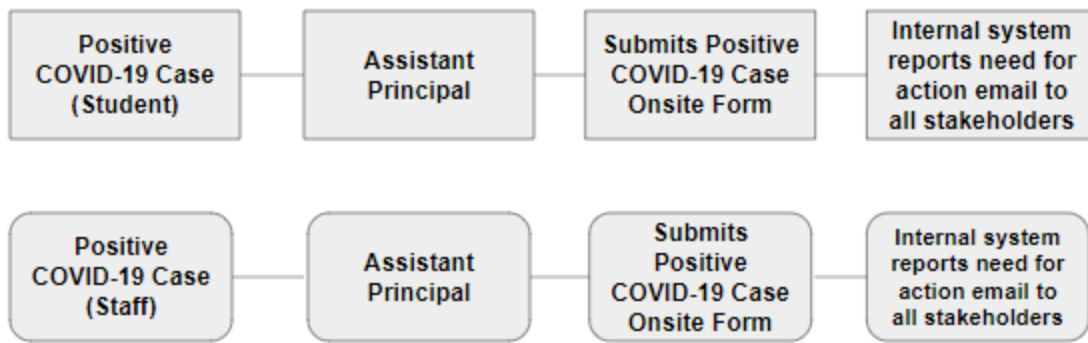 Positive
COVID-19 Case
(Student)
Assistant
Principal
Submits Positive
COVID-19 Case
Onsite Form
Internal system
reports need for
action email to
all stakeholders
Positive
COVID-19 Case
(Staff)
Assistant
Principal
Submits
Positive
COVID-19 Case
Onsite Form
Internal system
reports need for
action email to
all stakeholders